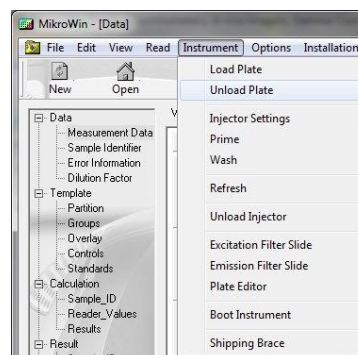 MikroWin - [Data]
File Edit View Read Instrument Options Installation
New Open
Load Plate
Unload Plate
Injector Settings
Prime
Wash
Refresh
Unload Injector
Excitation Filter Slide
Emission Filter Slide
Plate Editor
Boot Instrument
Shipping Brace
Data
Measurement Data
Sample Identifier
Error Information
Dilution Factor
Template
Partition
Groups
Overlay
Controls
Standards
Calculation
Sample_ID
Reader_Values
Results
Result